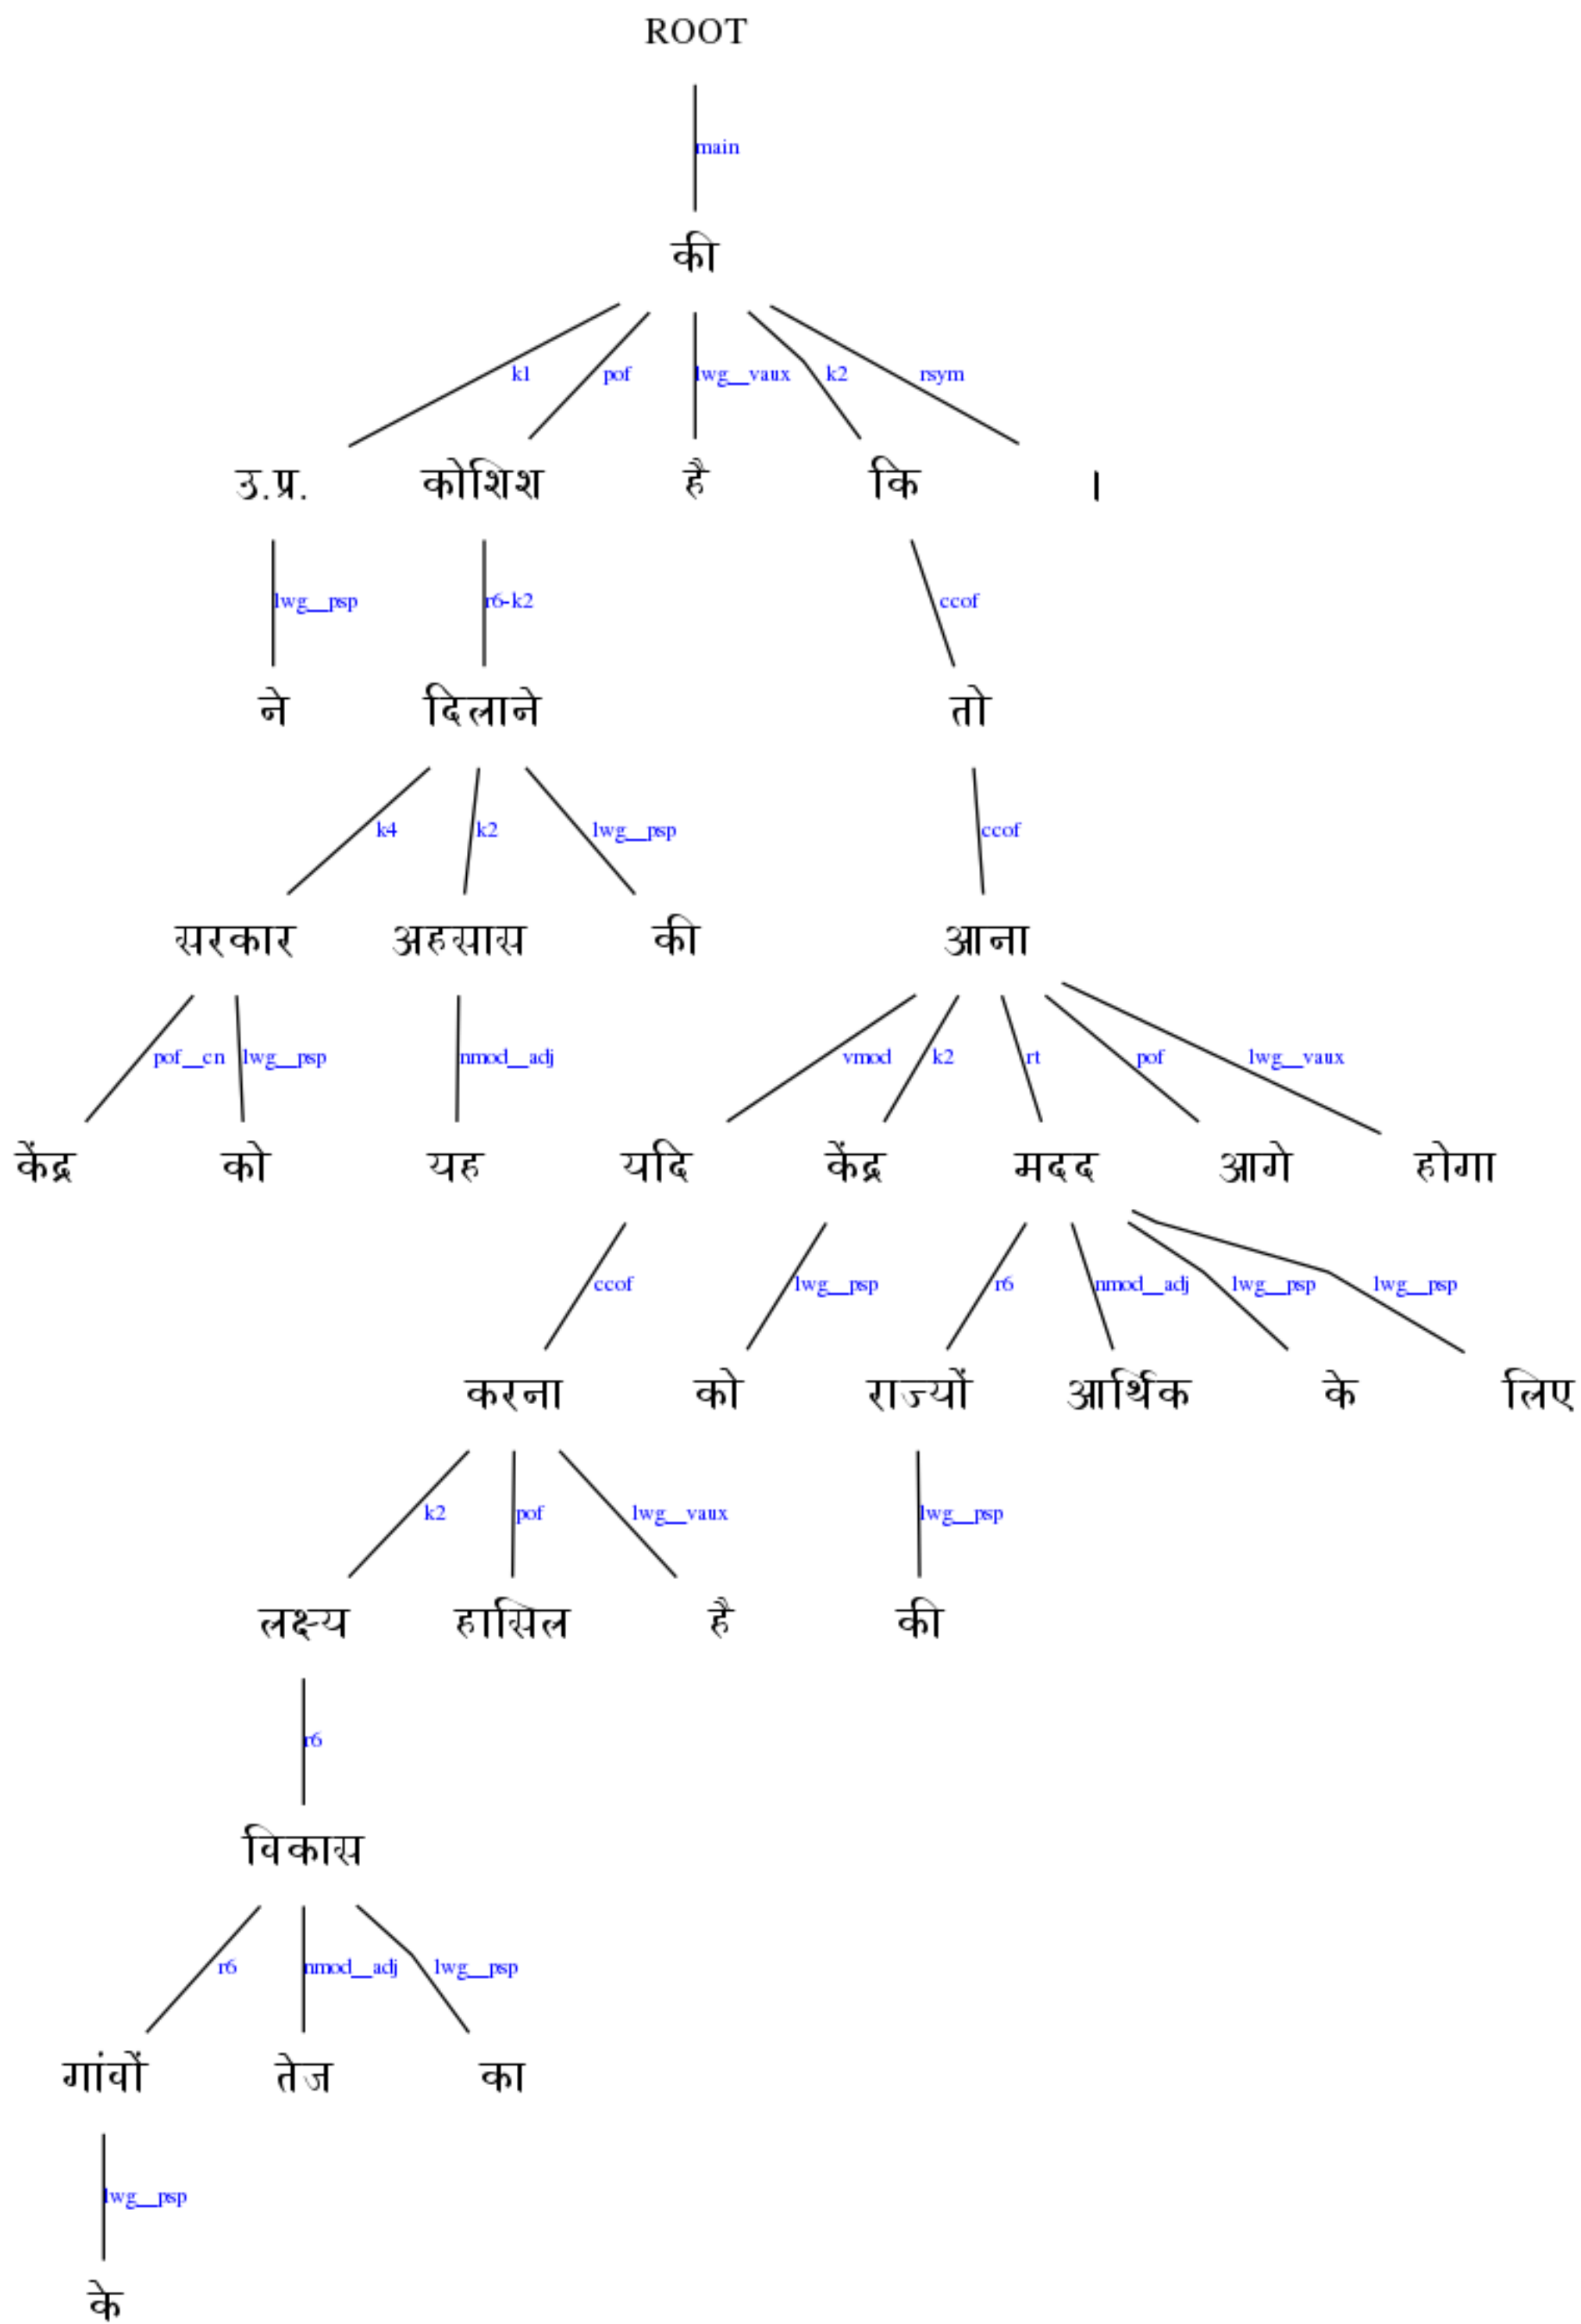 ROOT
main
की
k1 pof lwg__vaux k2 rsym
उ.प्र. कोशिश है कि ।
lwg__psp r6-k2 ccof
ने दिलाने तो
k4 k2 lwg__psp ccof
सरकार अहसास की आना
pof__cn lwg__psp nmod__adj vmod k2 rt pof lwg__vaux
केंद्र को यह यदि केंद्र मदद आगे होगा
ccof lwg__psp r6 nmod__adj lwg__psp lwg__psp
करना को राज्यों आर्थिक के लिए
k2 pof lwg__vaux lwg__psp
लक्ष्य हासिल है की
r6
विकास
r6 nmod__adj lwg__psp
गांवों तेज का
lwg__psp
के